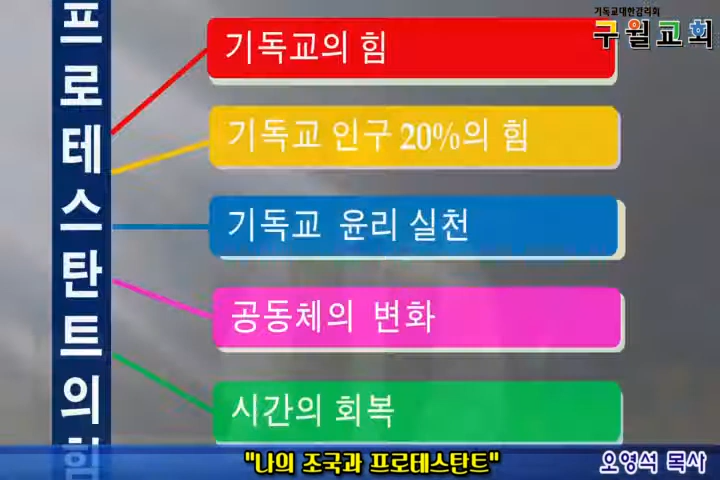 기독교대한감리회
구월교회
프로테스탄트의 힘
기독교의 힘
기독교 인구 20%의 힘
기독교 윤리 실천
공동체의 변화
시간의 회복
"나의 조국과 프로테스탄트"
오영석 목사